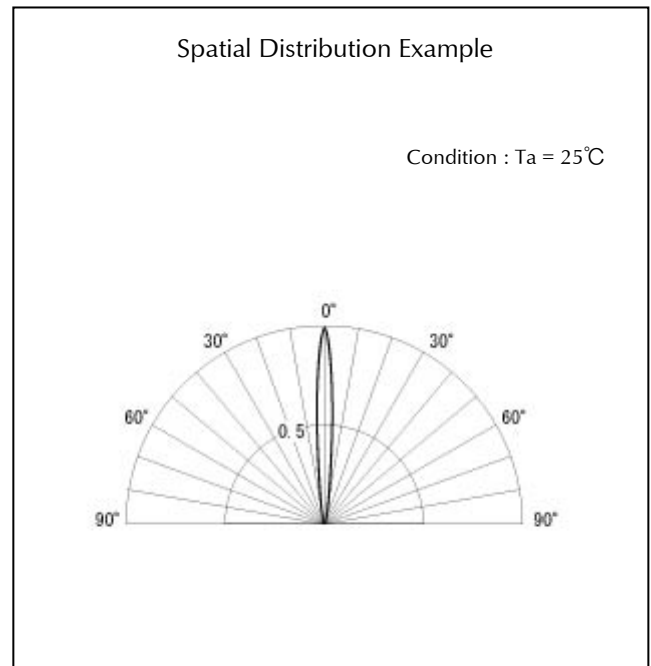 Spatial Distribution Example
Condition : Ta = 25℃
0°
30° 30°
60° 60°
0.5
90° 90°